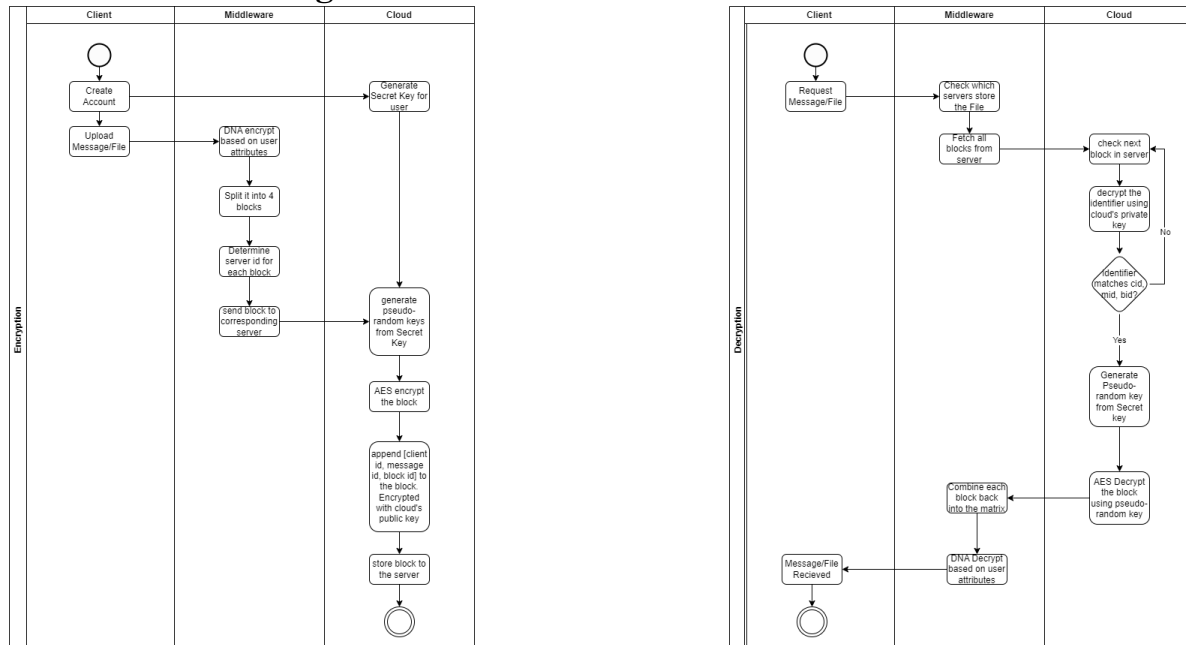 Client
Middleware
Cloud
Encryption
Create
Account
Generate
Secret Key for
user
Upload
Message/File
DNA encrypt
based on user
attributes
Split it into 4
blocks
Determine
server id for
each block
send block to
corresponding
server
generate
pseudo-
random keys
from Secret
Key
AES encrypt
the block
append [client
id, message
id, block id] to
the block.
Encrypted
with cloud's
public key
store block to
the server
Client
Middleware
Cloud
Decryption
Request
Message/File
Check which
servers store
the File
Fetch all
blocks from
server
check next
block in server
decrypt the
identifier using
cloud's private
key
No
Identifier
matches cid,
mid, bid?
Yes
Generate
Pseudo-
random key
from Secret
key
AES Decrypt
the block
using pseudo-
random key
Combine each
block back
into the matrix
DNA Decrypt
based on user
attributes
Message/File
Recieved